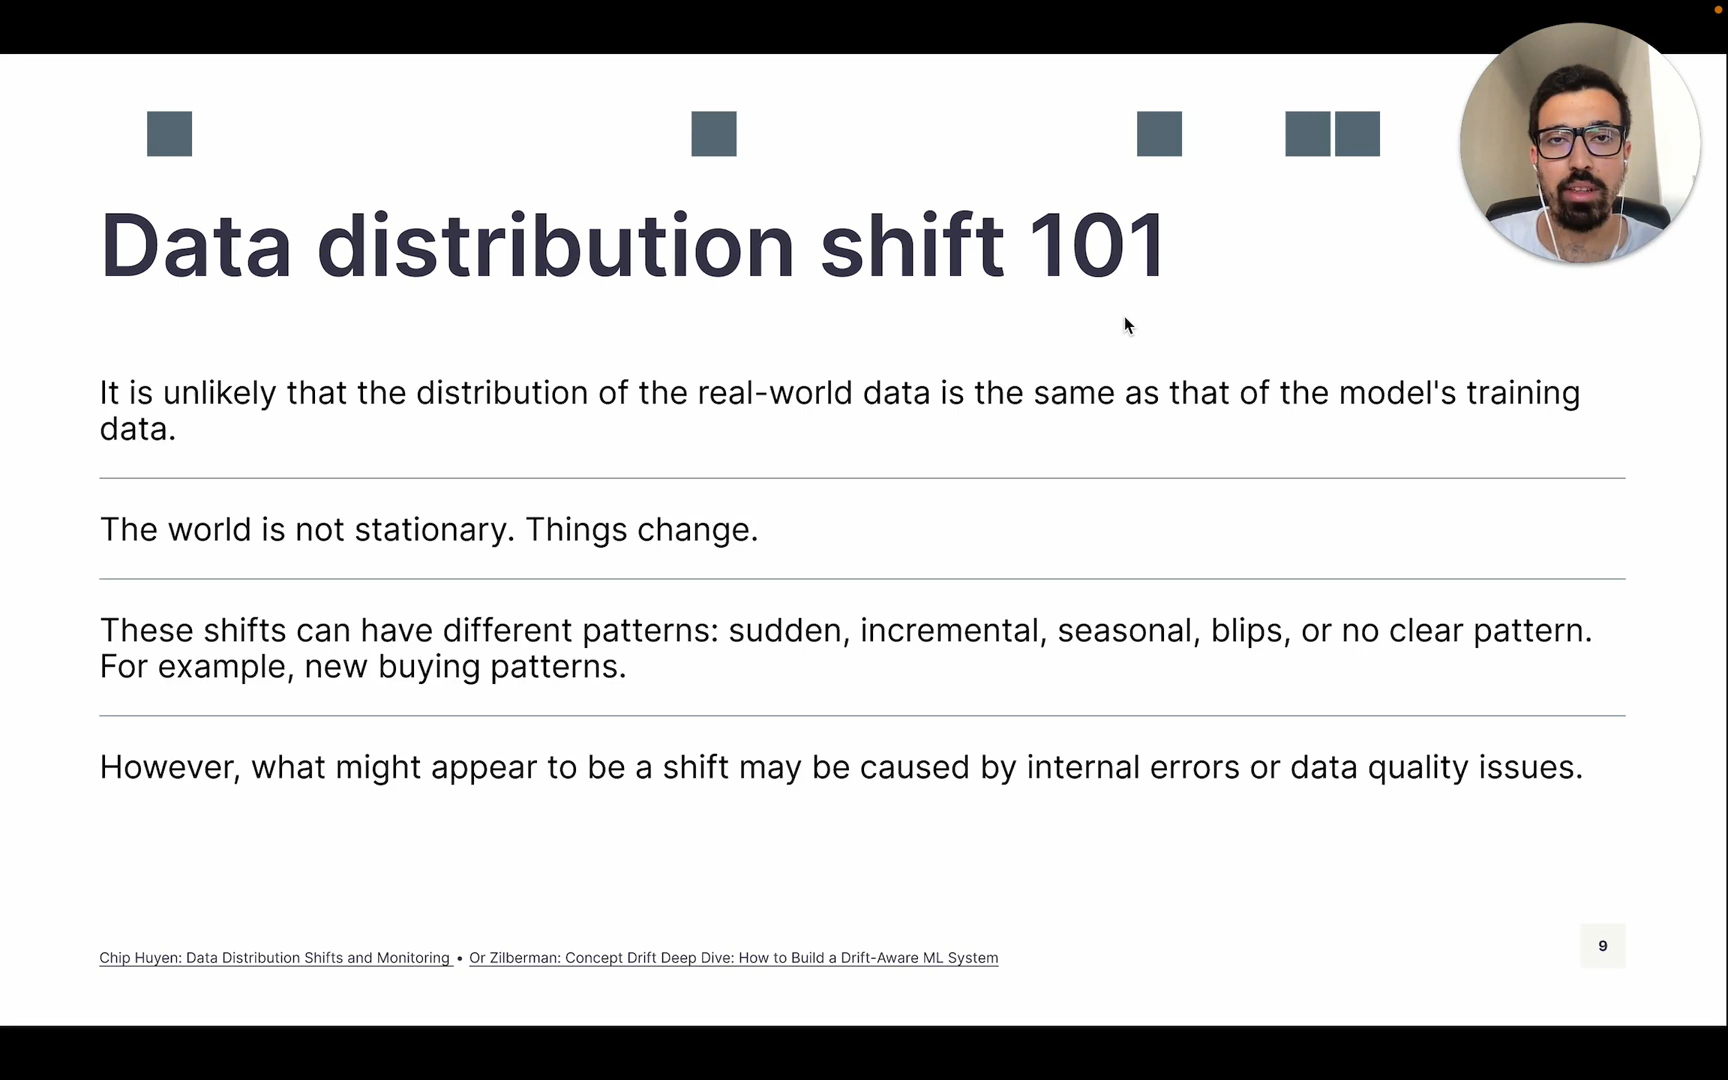 Data distribution shift 101
It is unlikely that the distribution of the real-world data is the same as that of the model's training
data.
The world is not stationary. Things change.
These shifts can have different patterns: sudden, incremental, seasonal, blips, or no clear pattern.
For example, new buying patterns.
However, what might appear to be a shift may be caused by internal errors or data quality issues.
Chip Huyen: Data Distribution Shifts and Monitoring • Or Zilberman: Concept Drift Deep Dive: How to Build a Drift-Aware ML System
9